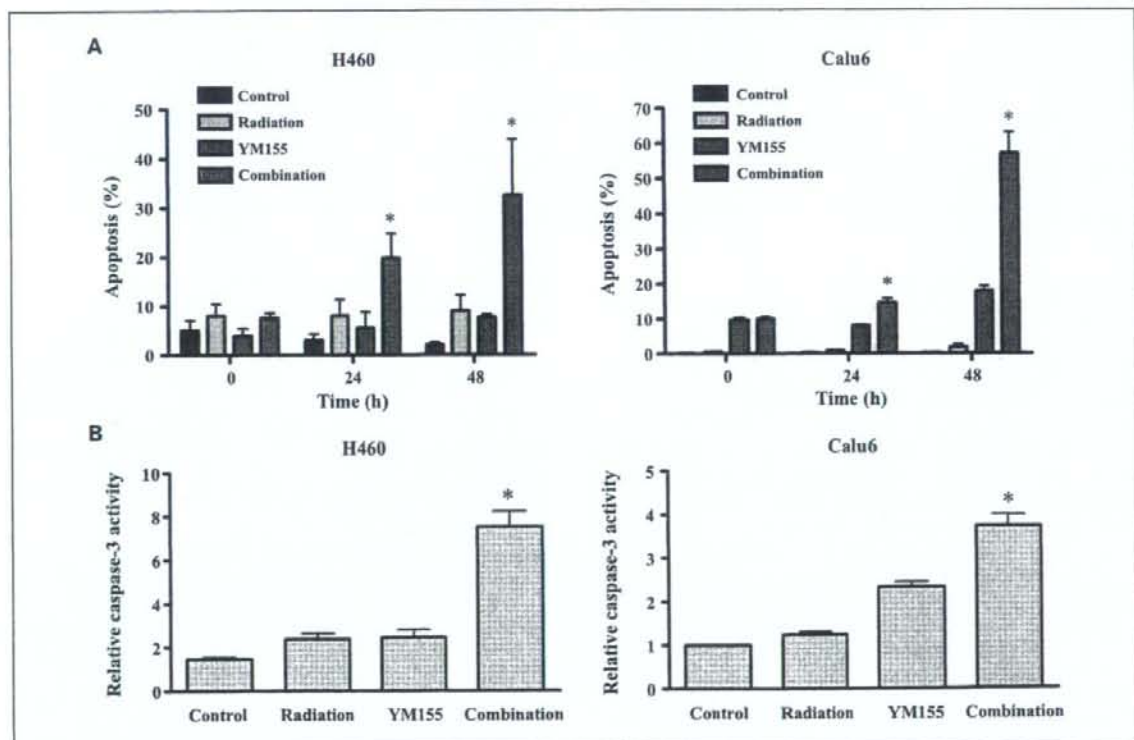 A
H460
Control
Radiation
YM155
Combination
Apoptosis (%)
50
40
30
20
10
0
*
*
0 24 48
Time (h)
Calu6
Control
Radiation
YM155
Combination
Apoptosis (%)
70
60
50
40
30
20
10
0
*
*
0 24 48
Time (h)
B
H460
Relative caspase-3 activity
10
8
6
4
2
0
*
Control Radiation YM155 Combination
Calu6
Relative caspase-3 activity
5
4
3
2
1
0
*
Control Radiation YM155 Combination